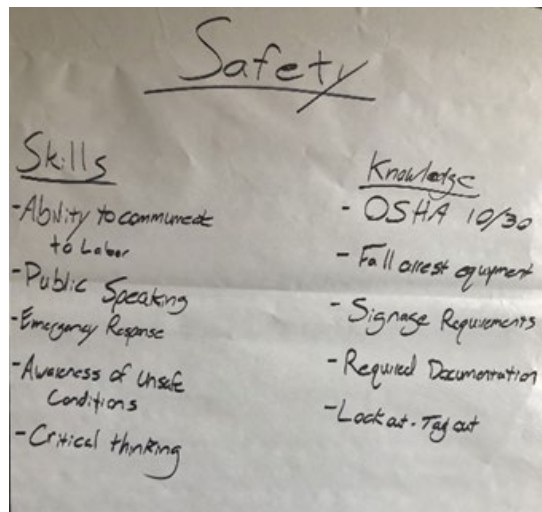 Safety
Skills
-Ability to communicate
to Labor
-Public Speaking
-Emergency Response
-Awareness of Unsafe
Conditions
-Critical thinking
Knowledge
- OSHA 10/30
- Fall arrest equipment
- Signage Requirements
- Required Documentation
-Lock out-Tag out